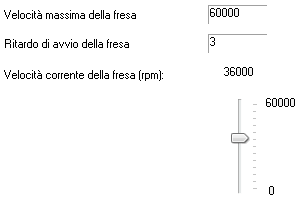 Velocità massima della fresa 60000
Ritardo di avvio della fresa 3
Velocità corrente della fresa (rpm): 36000
60000
0